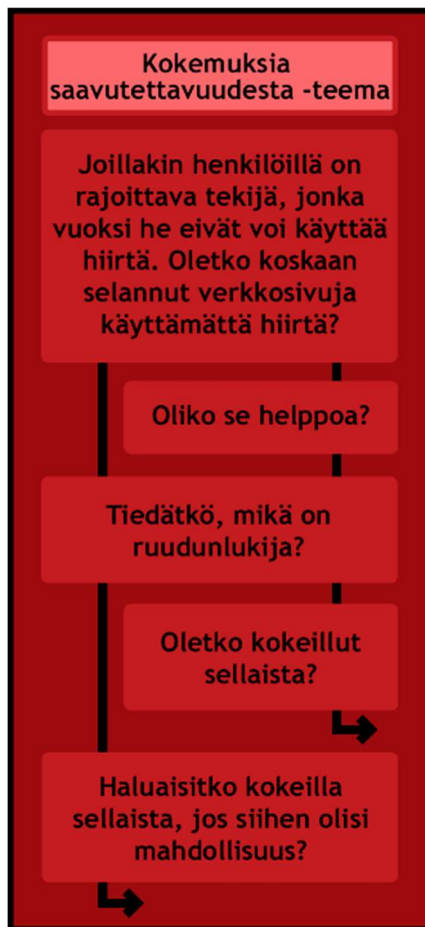 Kokemuksia
saavutettavuudesta -teema
Joillakin henkilöillä on
rajoittava tekijä, jonka
vuoksi he eivät voi käyttää
hiirtä. Oletko koskaan
selannut verkkosivuja
käyttämättä hiirtä?
Oliko se helppoa?
Tiedätkö, mikä on
ruudunlukija?
Oletko kokeillut
sellaista?
Haluaisitko kokeilla
sellaista, jos siihen olisi
mahdollisuus?